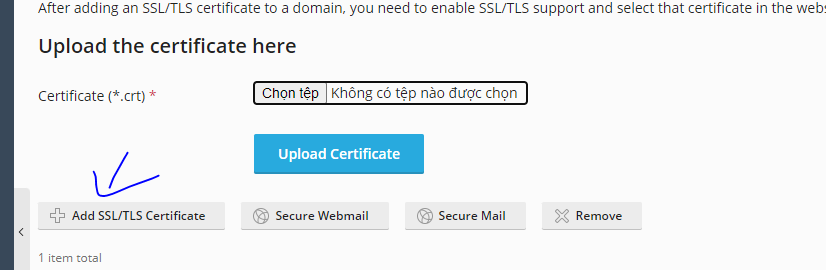 After adding an SSL/TLS certificate to a domain, you need to enable SSL/TLS support and select that certificate in the
Upload the certificate here
Certificate (*.crt) *
Chọn tệp Không có tệp nào được chọn
Upload Certificate
Add SSL/TLS Certificate Secure Webmail Secure Mail Remove
1 item total